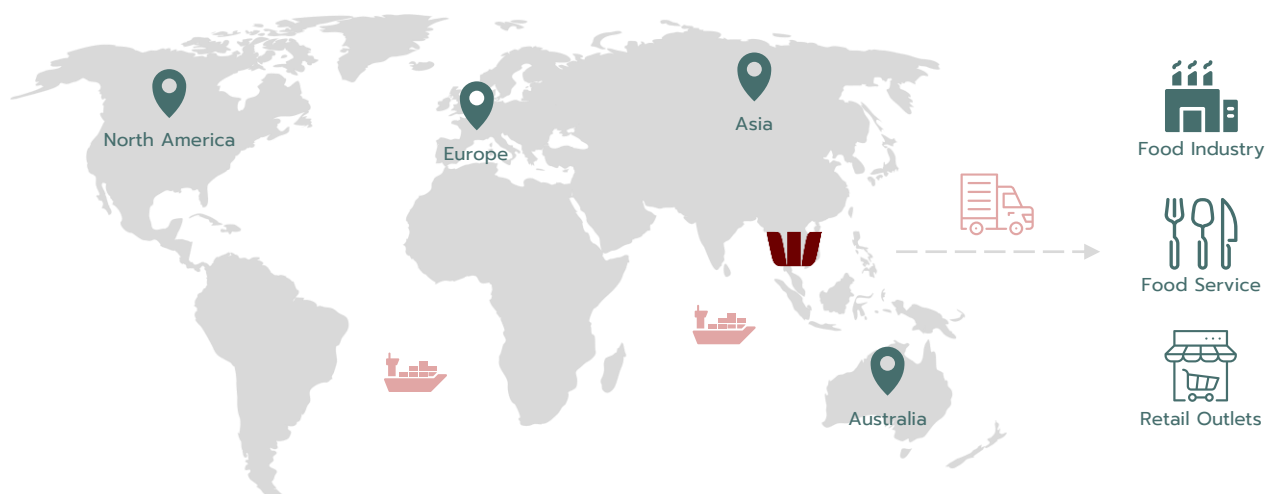 North America
Europe
Asia
Australia
Food Industry
Food Service
Retail Outlets